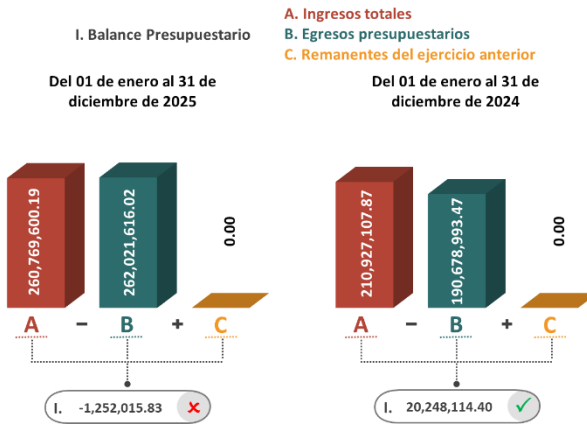 I. Balance Presupuestario
A. Ingresos totales
B. Egresos presupuestarios
C. Remanentes del ejercicio anterior
Del 01 de enero al 31 de
diciembre de 2025
260,769,600.19
262,021,616.02
0.00
A – B + C
I. -1,252,015.83
Del 01 de enero al 31 de
diciembre de 2024
210,927,107.87
190,678,993.47
0.00
A – B + C
I. 20,248,114.40